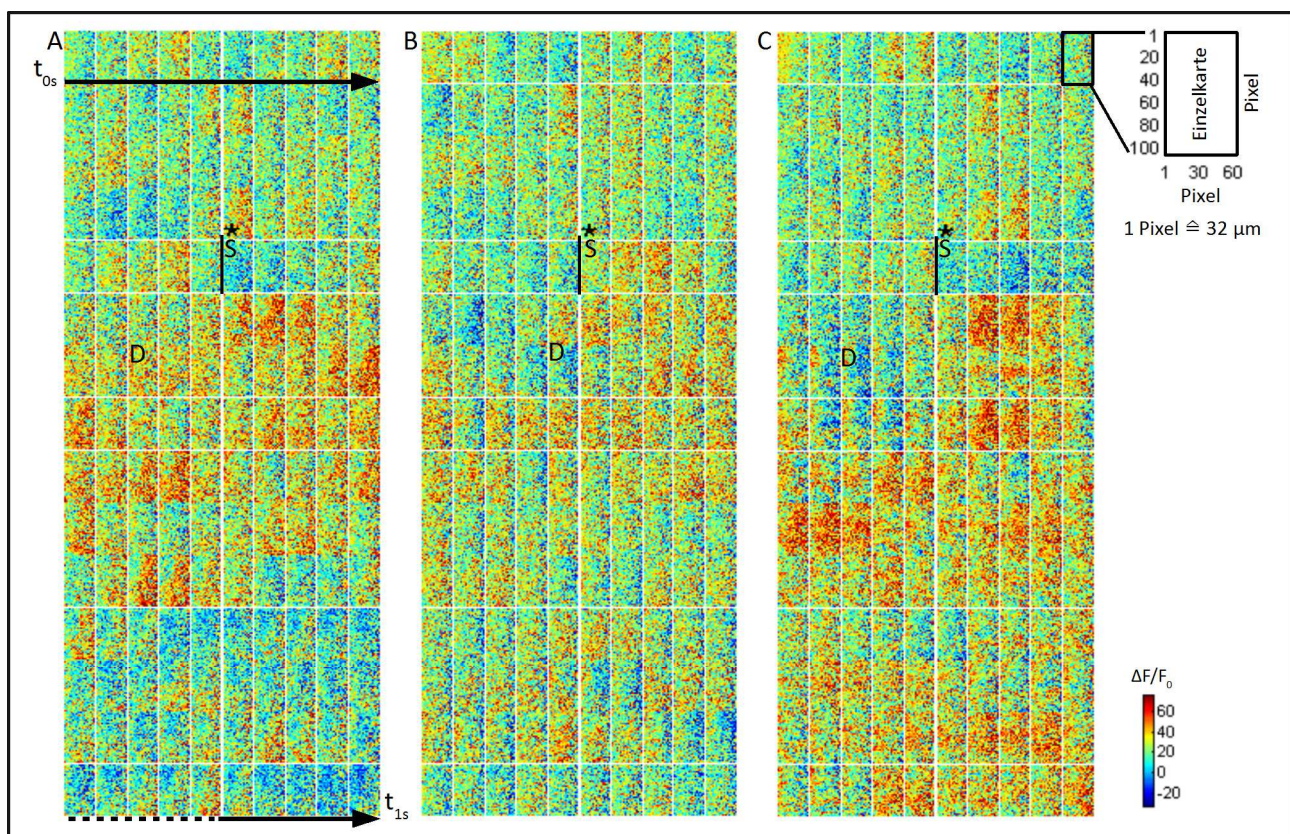 A
B
C
t0s
*
S
*
S
*
S
D
D
D
t1s
1
20
40
60
80
100
Einzelkarte
Pixel
1 30 60
Pixel
1 Pixel ≙ 32 µm
ΔF/F0
60
40
20
0
-20